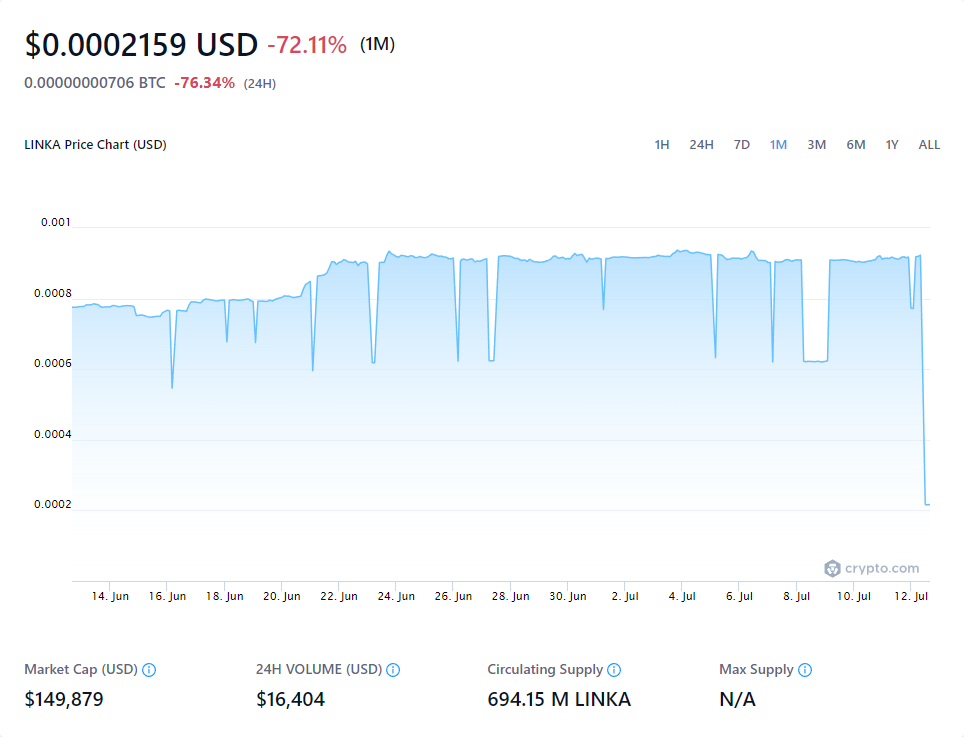 $0.0002159 USD -72.11% (1M)
0.00000000706 BTC -76.34% (24H)
LINKA Price Chart (USD) 1H 24H 7D 1M 3M 6M 1Y ALL
0.001
0.0008
0.0006
0.0004
0.0002
crypto.com
14. Jun 16. Jun 18. Jun 20. Jun 22. Jun 24. Jun 26. Jun 28. Jun 30. Jun 2. Jul 4. Jul 6. Jul 8. Jul 10. Jul 12. Jul
Market Cap (USD) 24H VOLUME (USD) Circulating Supply Max Supply
$149,879 $16,404 694.15 M LINKA N/A